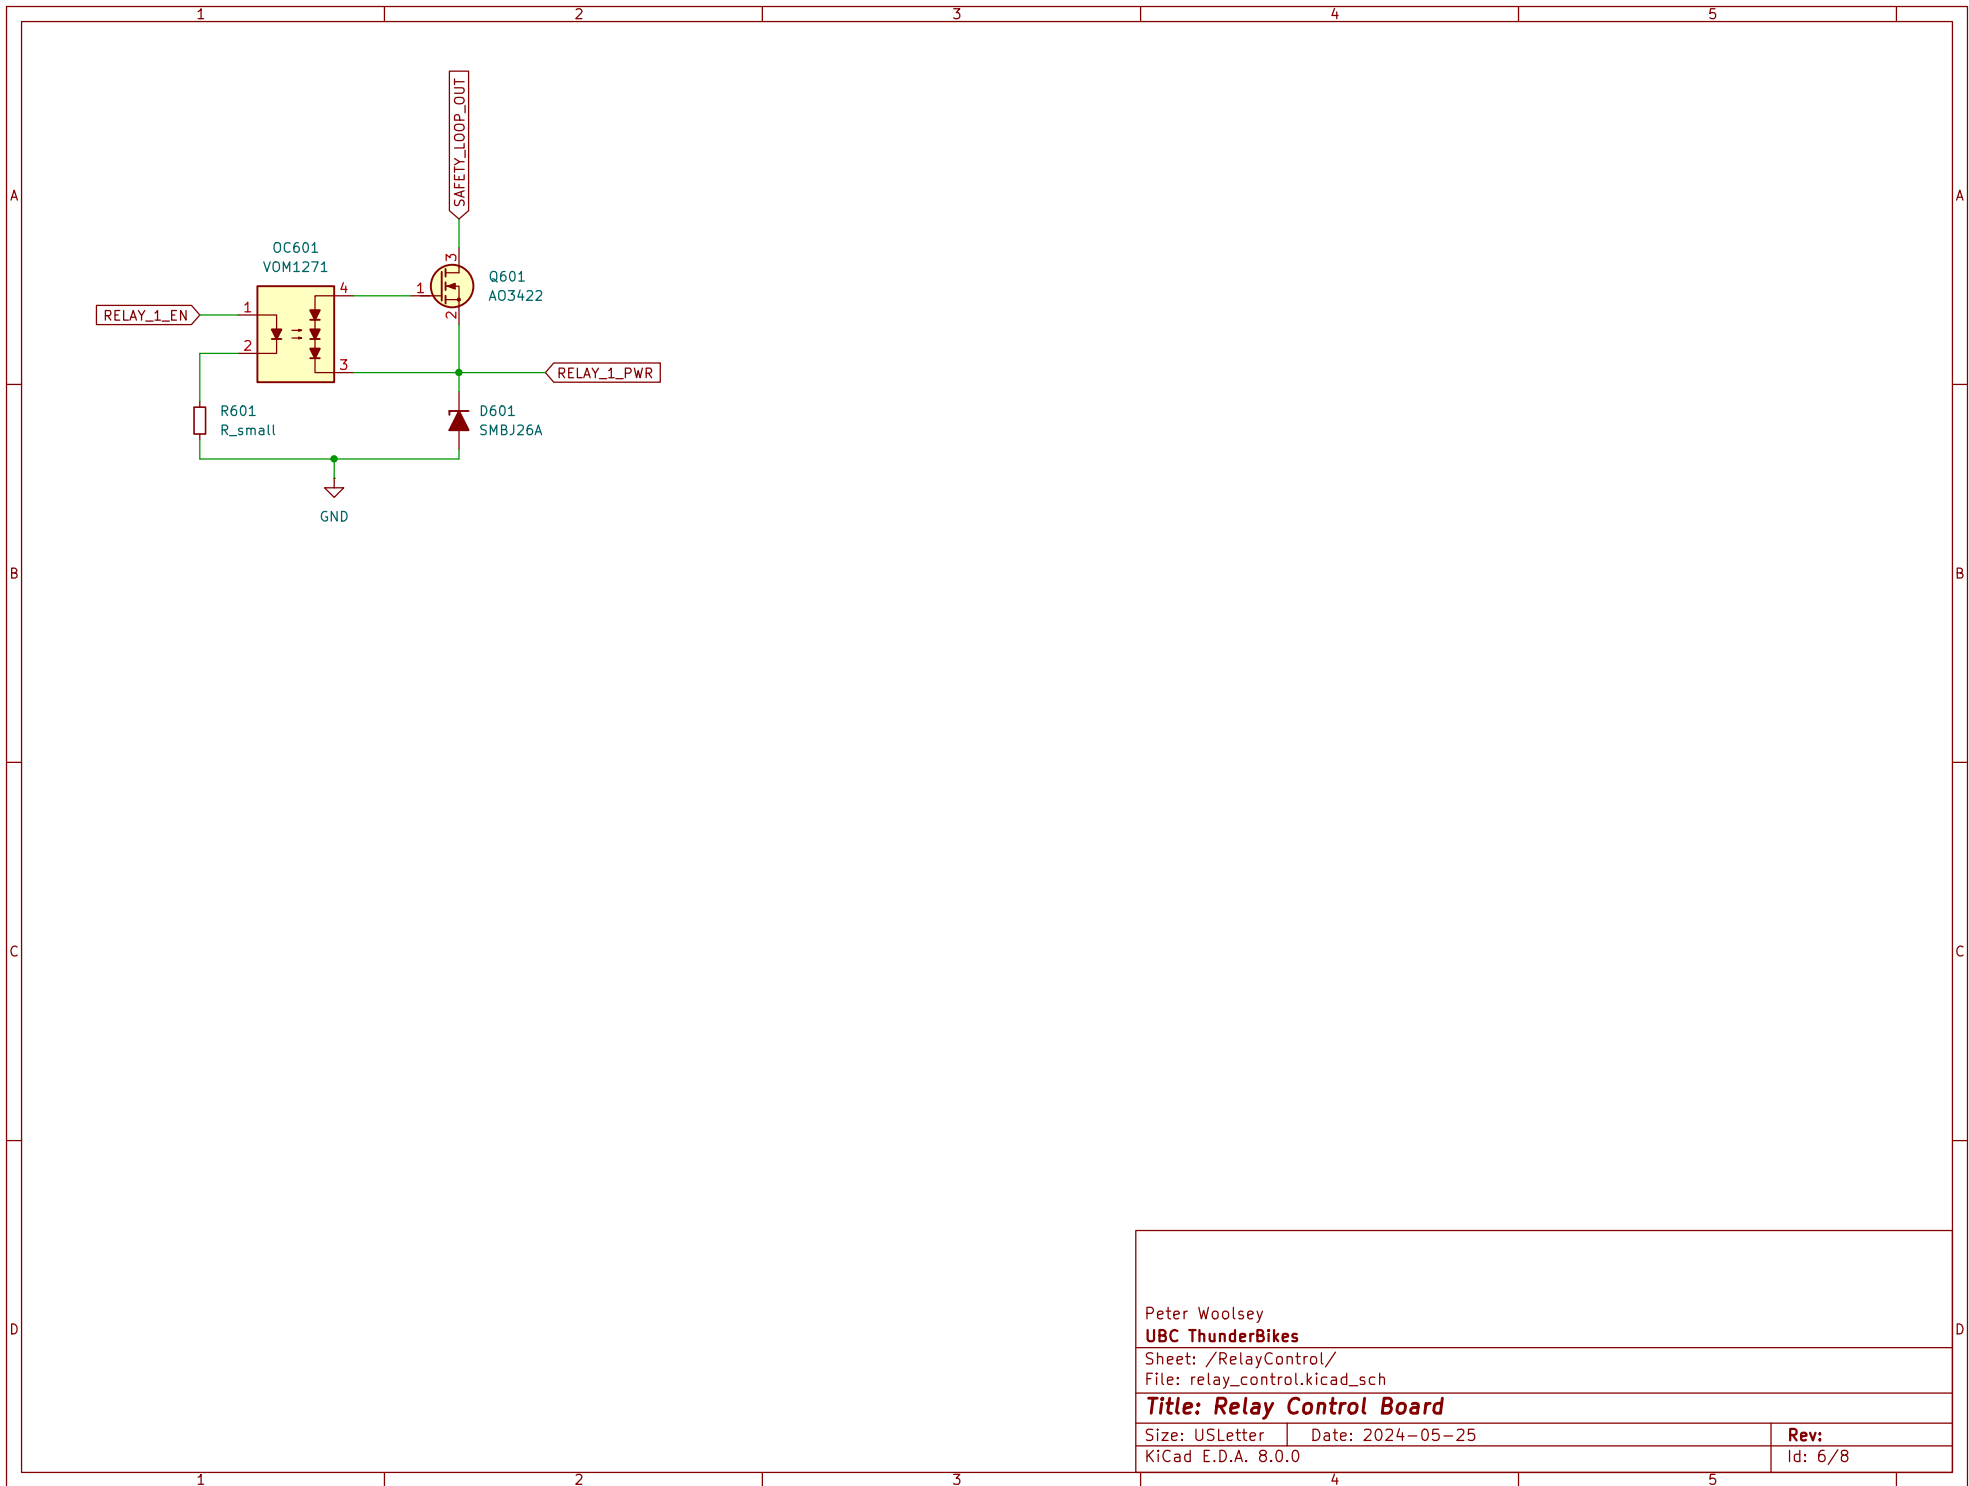 1 2 3 4 5
SAFETY_LOOP_OUT
A A
OC601
VOM1271
3
Q601
AO3422
4
1
1
RELAY_1_EN
2
2
3
RELAY_1_PWR
R601
R_small
D601
SMBJ26A
GND
B B
C C
D D
Peter Woolsey
UBC ThunderBikes
Sheet: /RelayControl/
File: relay_control.kicad_sch
Title: Relay Control Board
Size: USLetter Date: 2024-05-25 Rev:
KiCad E.D.A. 8.0.0 Id: 6/8
1 2 3 4 5